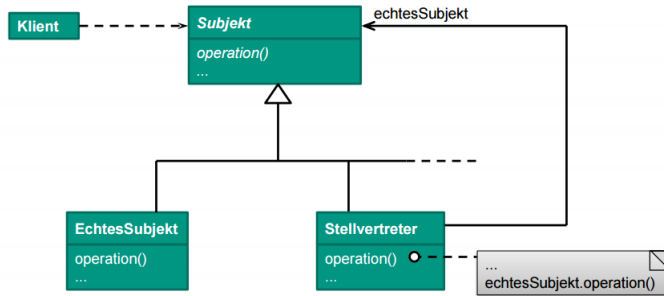 Klient
Subjekt
operation()
...
echtesSubjekt
EchtesSubjekt
operation()
...
Stellvertreter
operation()
...
...
echtesSubjekt.operation()